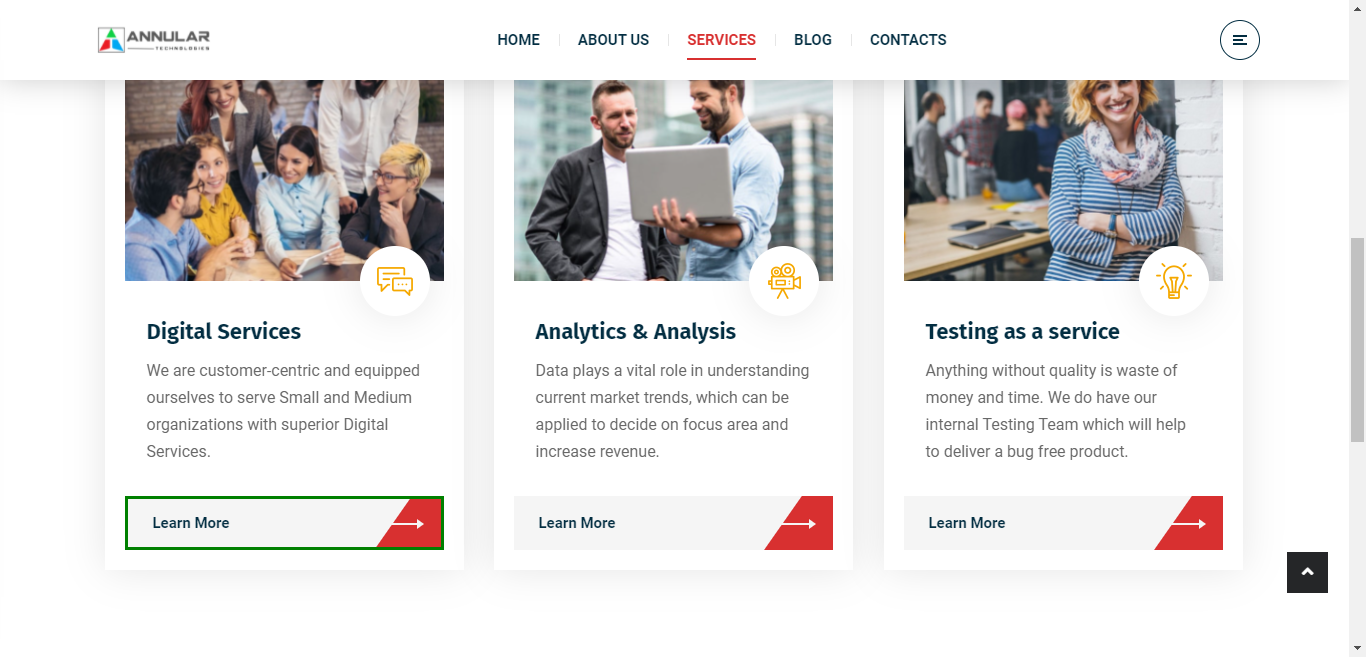 ANNULAR
TECHNOLOGIES
HOME
ABOUT US
SERVICES
BLOG
CONTACTS
Digital Services
We are customer-centric and equipped
ourselves to serve Small and Medium
organizations with superior Digital
Services.
Learn More
Analytics & Analysis
Data plays a vital role in understanding
current market trends, which can be
applied to decide on focus area and
increase revenue.
Learn More
Testing as a service
Anything without quality is waste of
money and time. We do have our
internal Testing Team which will help
to deliver a bug free product.
Learn More